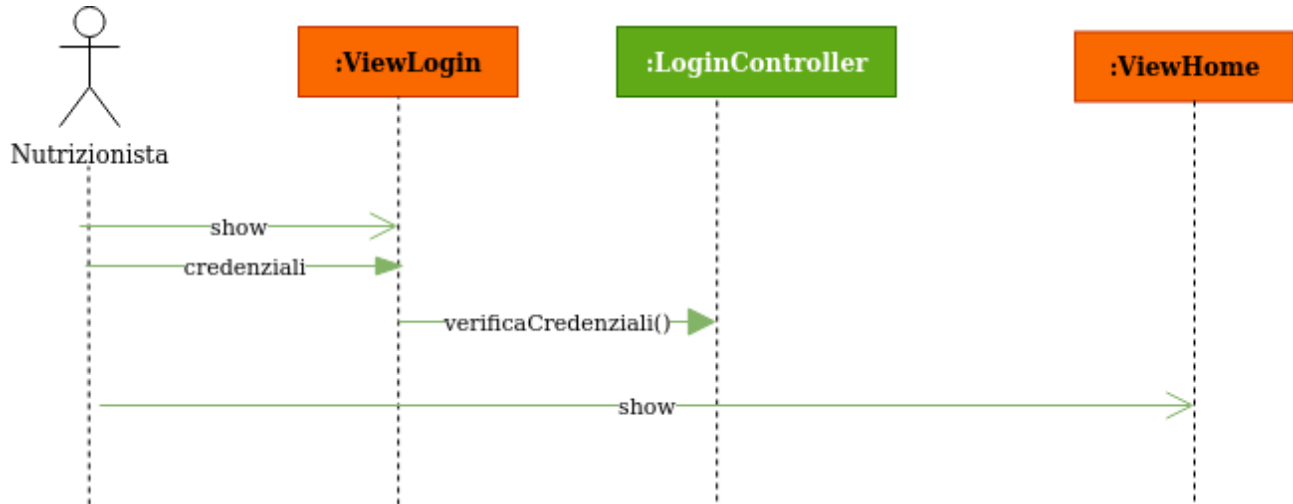 :ViewLogin
:LoginController
:ViewHome
Nutrizionista
show
credenziali
verificaCredenziali()
show